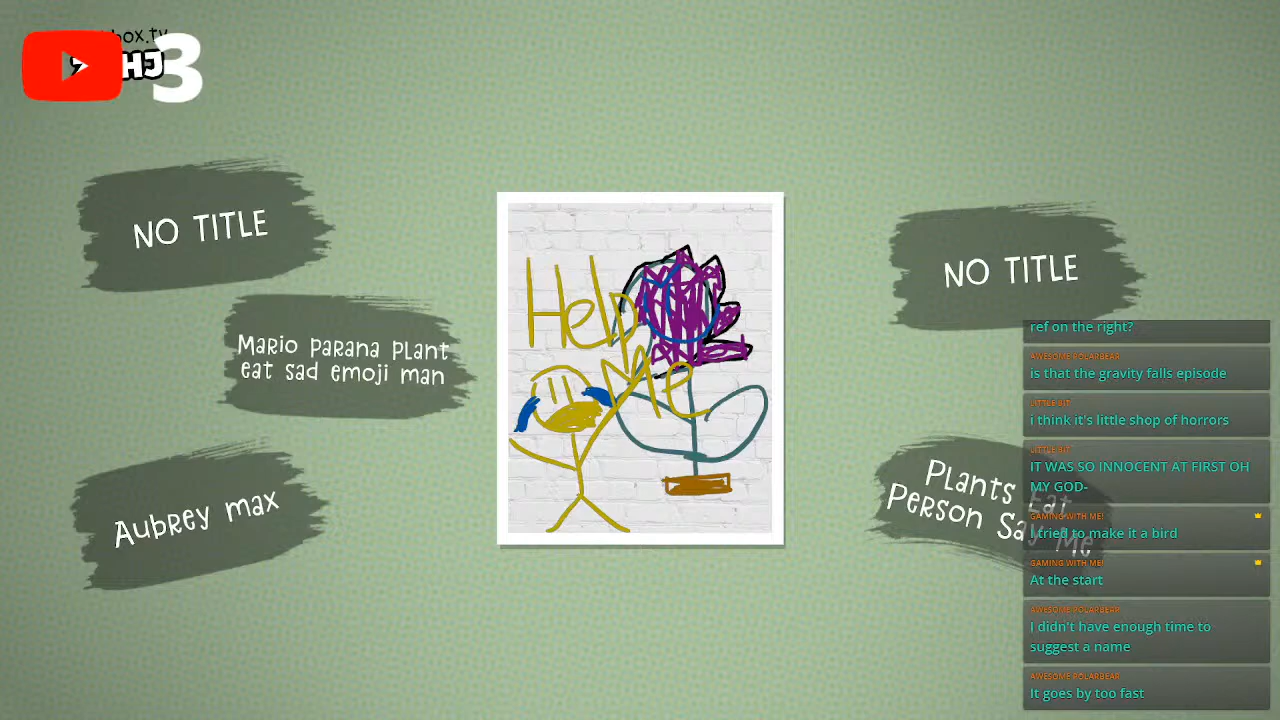 box.tv
HJ
3
NO TITLE
Mario parana plant
eat sad emoji man
Aubrey max
Help
Me
NO TITLE
Plants Eat
Person Say Me
ref on the right?
AWESOME POLARBEAR
is that the gravity falls episode
LITTLE BIT
i think it's little shop of horrors
LITTLE BIT
IT WAS SO INNOCENT AT FIRST OH
MY GOD-
GAMING WITH ME!
I tried to make it a bird
GAMING WITH ME!
At the start
AWESOME POLARBEAR
I didn't have enough time to
suggest a name
AWESOME POLARBEAR
It goes by too fast